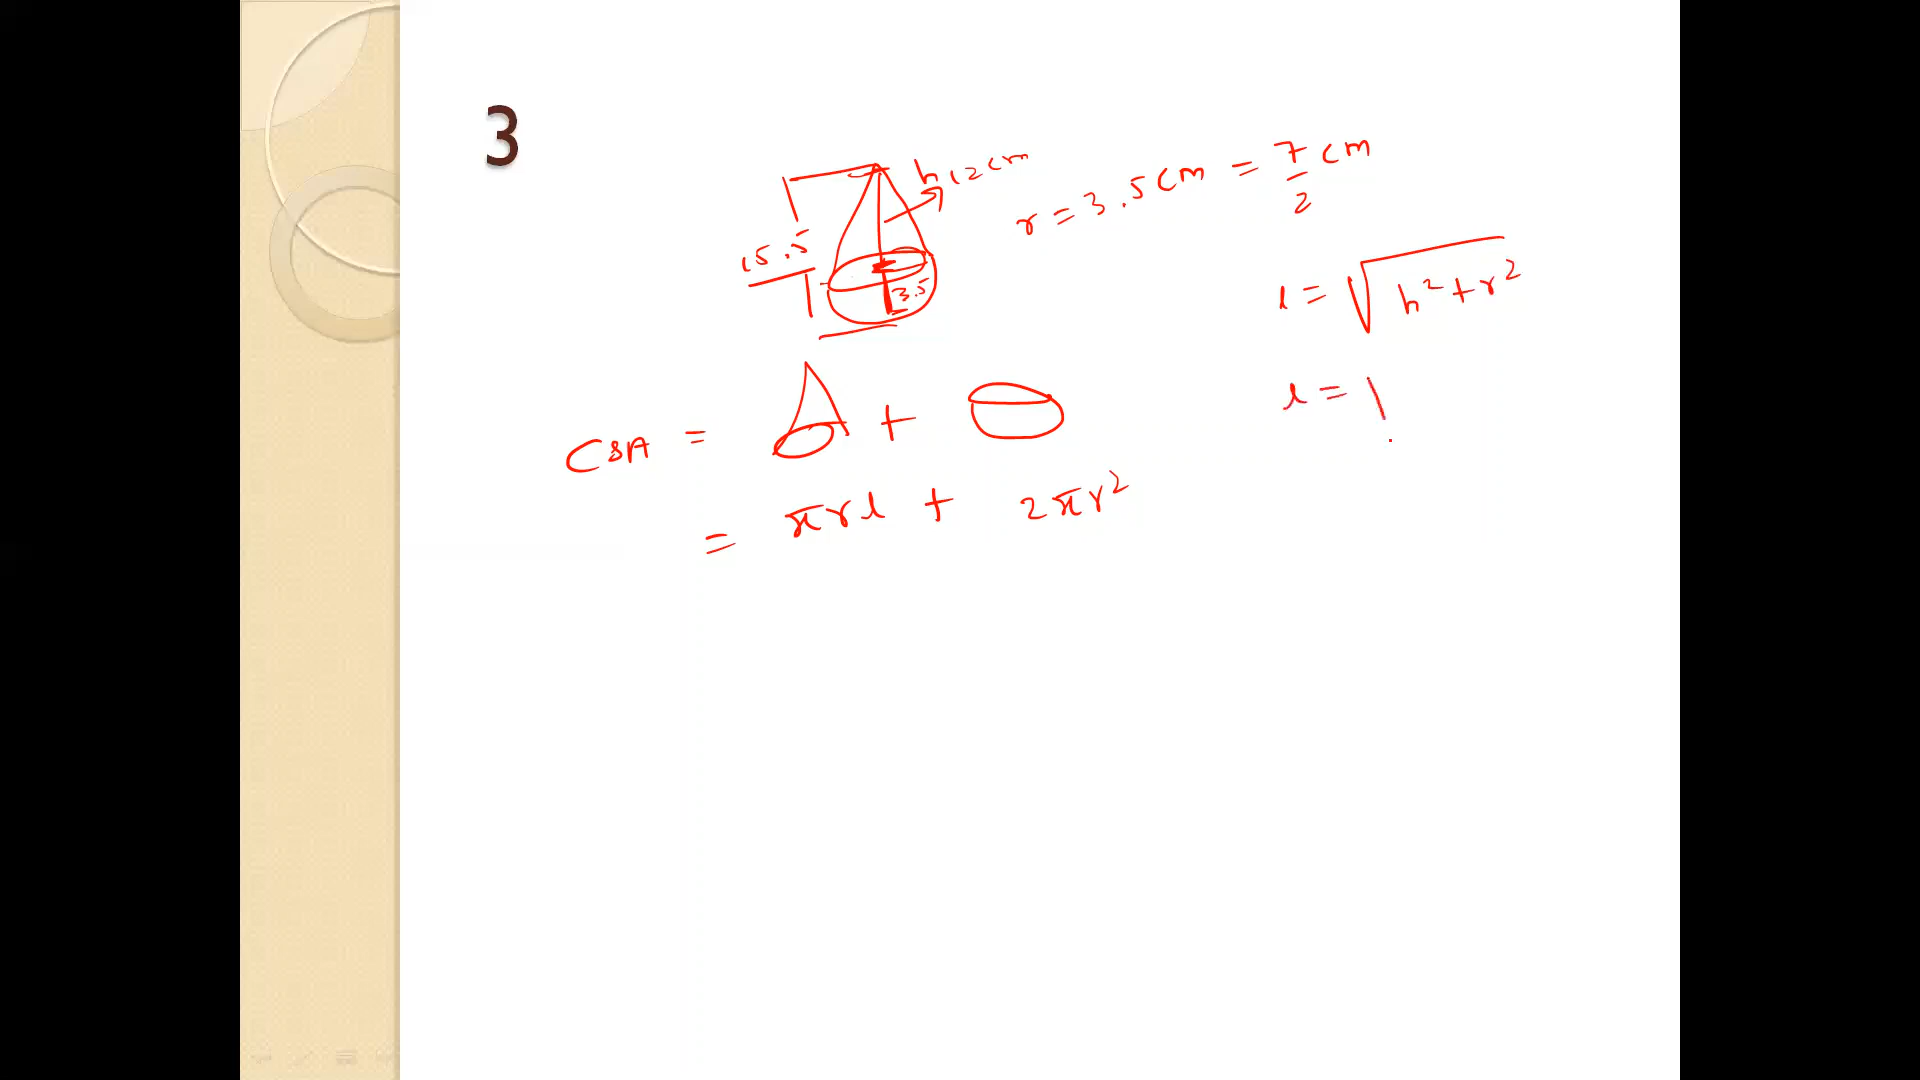 3
h 12 cm
r = 3.5 cm = 7/2 cm
15.5
3.5
l = √h²+r²
l =
CSA = +
= πrl + 2πr²